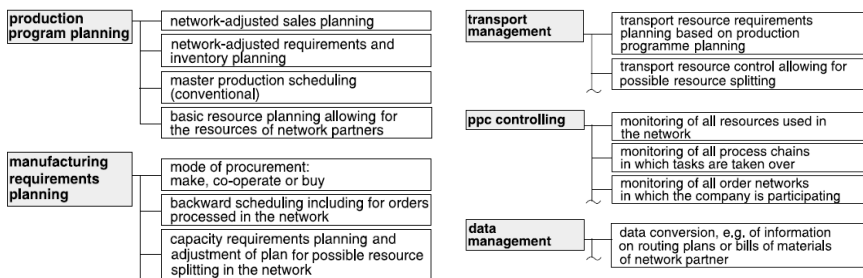 production
program planning
network-adjusted sales planning
network-adjusted requirements and
inventory planning
master production scheduling
(conventional)
basic resource planning allowing for
the resources of network partners
manufacturing
requirements
planning
mode of procurement:
make, co-operate or buy
backward scheduling including for orders
processed in the network
capacity requirements planning and
adjustment of plan for possible resource
splitting in the network
transport
management
transport resource requirements
planning based on production
programme planning
transport resource control allowing for
possible resource splitting
ppc controlling
monitoring of all resources used in
the network
monitoring of all process chains
in which tasks are taken over
monitoring of all order networks
in which the company is participating
data
management
data conversion, e,g, of information
on routing plans or bills of materials
of network partner